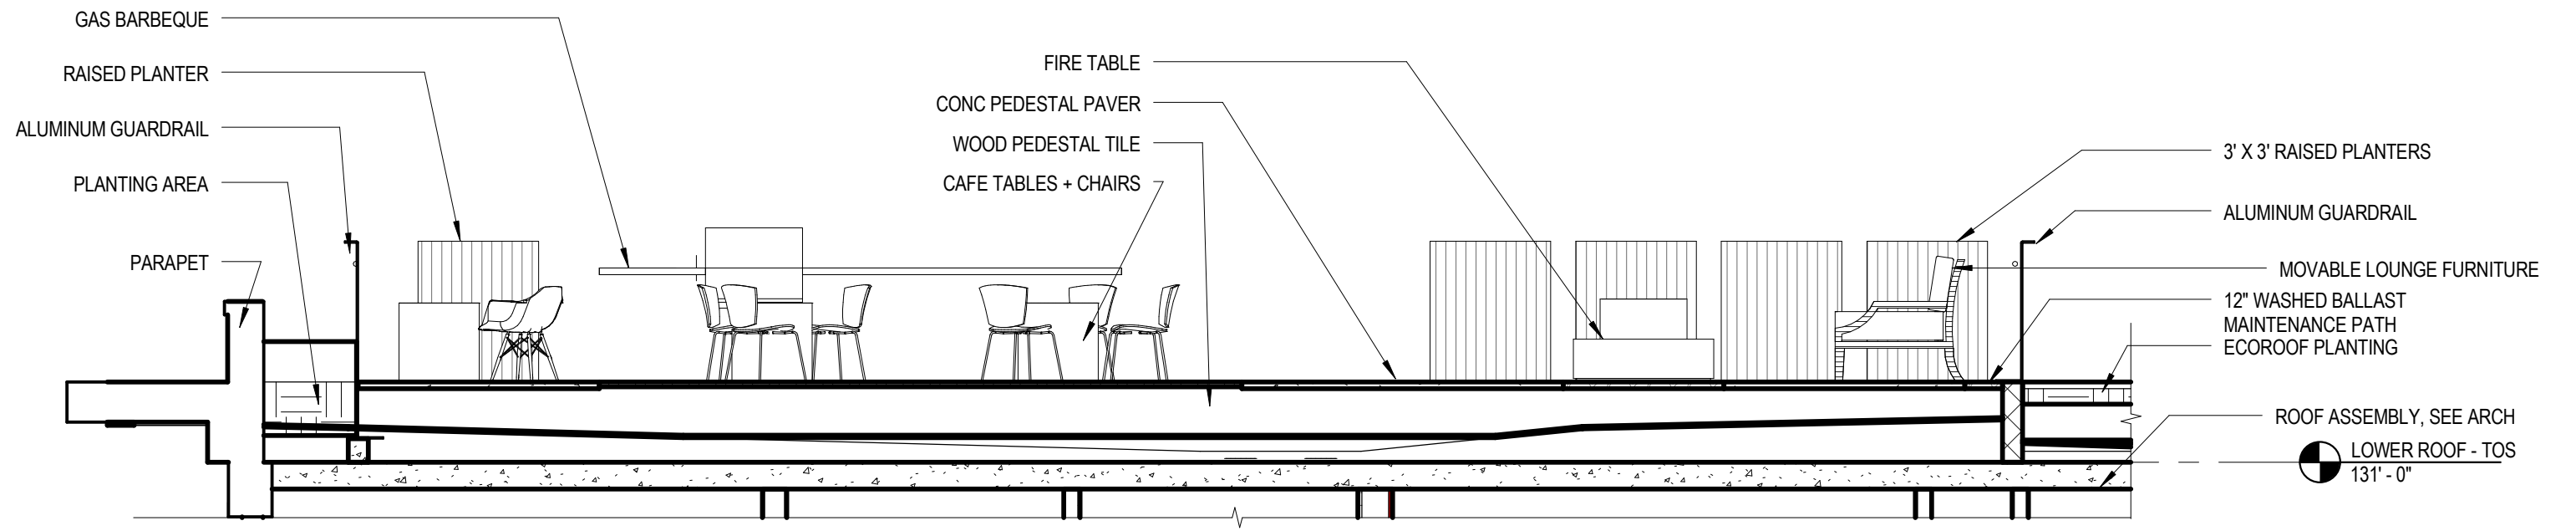 GAS BARBEQUE
RAISED PLANTER
ALUMINUM GUARDRAIL
PLANTING AREA
PARAPET
FIRE TABLE
CONC PEDESTAL PAVER
WOOD PEDESTAL TILE
CAFE TABLES + CHAIRS
3' X 3' RAISED PLANTERS
ALUMINUM GUARDRAIL
MOVABLE LOUNGE FURNITURE
12" WASHED BALLAST
MAINTENANCE PATH
ECOROOF PLANTING
ROOF ASSEMBLY, SEE ARCH
LOWER ROOF - TOS
131' - 0"